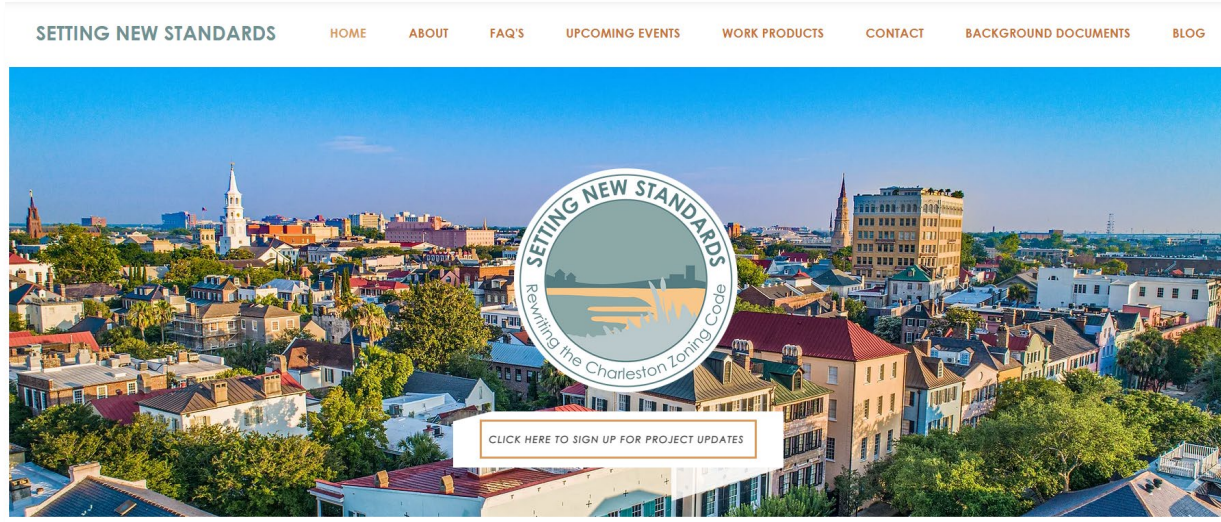 SETTING NEW STANDARDS
HOME
ABOUT
FAQ'S
UPCOMING EVENTS
WORK PRODUCTS
CONTACT
BACKGROUND DOCUMENTS
BLOG
SETTING NEW STANDARDS
Rewriting the Charleston Zoning Code
CLICK HERE TO SIGN UP FOR PROJECT UPDATES